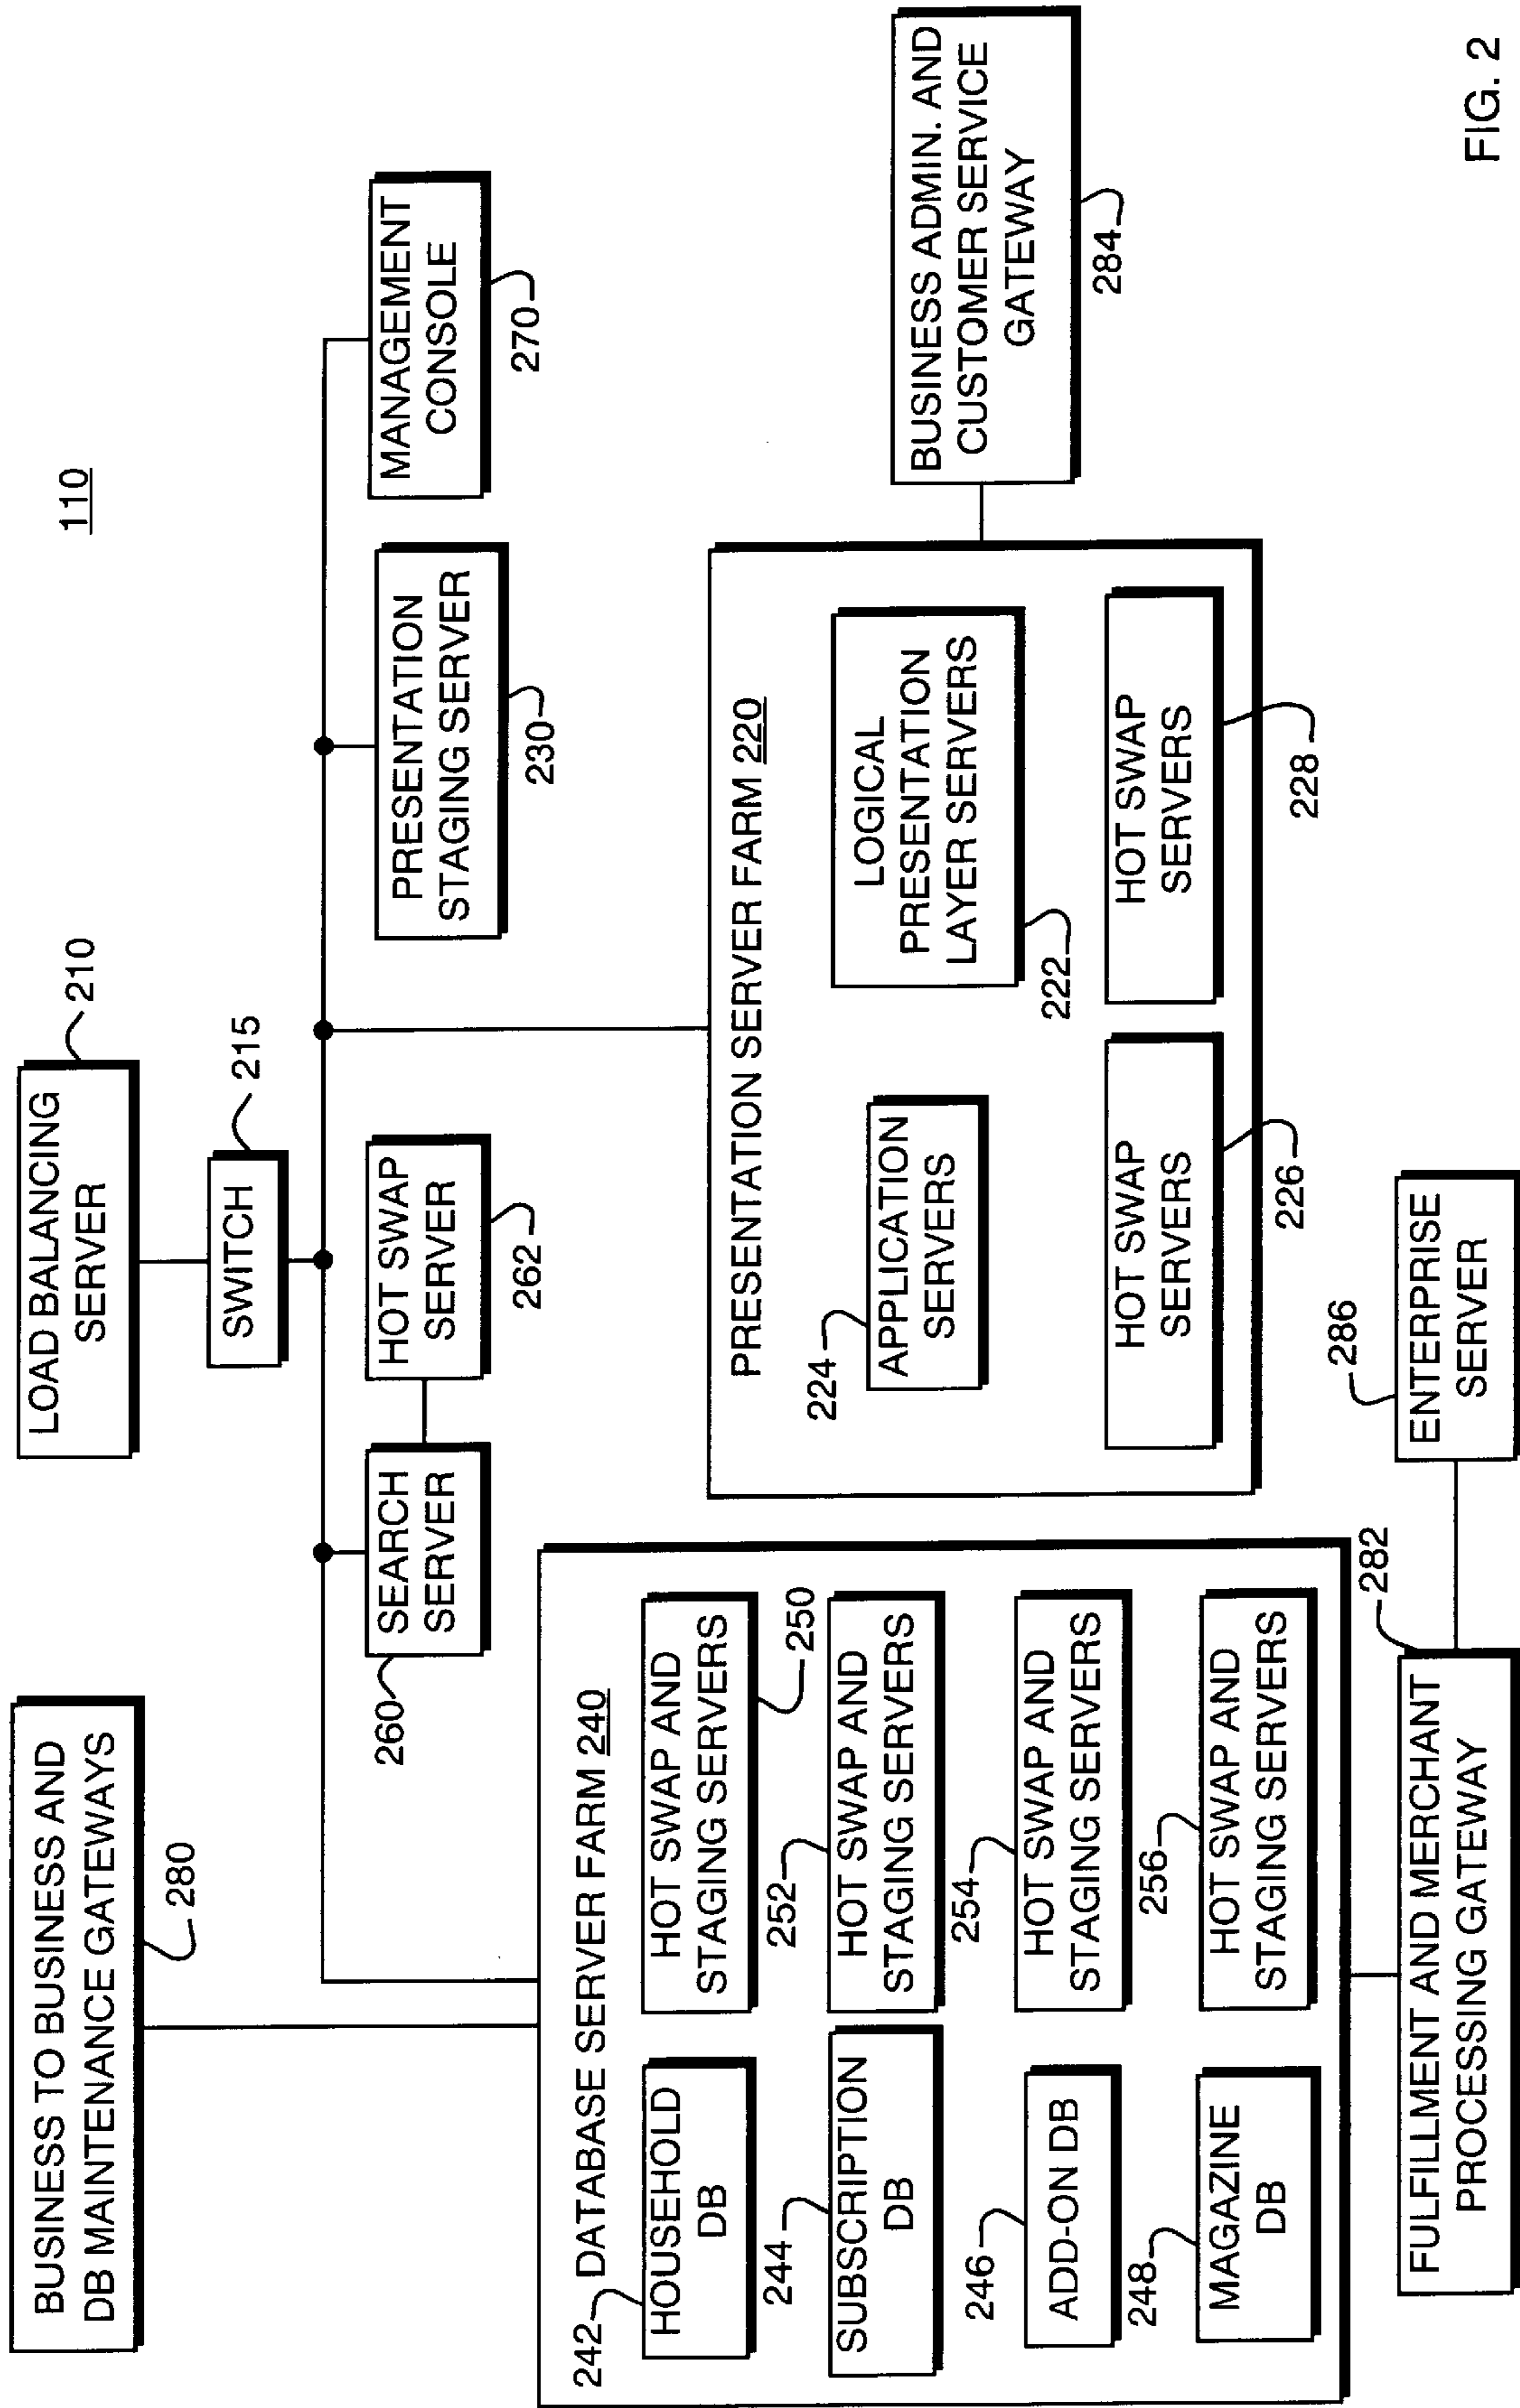 110
BUSINESS TO BUSINESS AND
DB MAINTENANCE GATEWAYS
280
LOAD BALANCING
SERVER
210
SWITCH
215
SEARCH
SERVER
260
HOT SWAP
SERVER
262
PRESENTATION
STAGING SERVER
230
MANAGEMENT
CONSOLE
270
DATABASE SERVER FARM 240
242
HOUSEHOLD
DB
HOT SWAP AND
STAGING SERVERS
250
244
SUBSCRIPTION
DB
252
HOT SWAP AND
STAGING SERVERS
246
ADD-ON DB
254
HOT SWAP AND
STAGING SERVERS
248
MAGAZINE
DB
256
HOT SWAP AND
STAGING SERVERS
PRESENTATION SERVER FARM 220
224
APPLICATION
SERVERS
LOGICAL
PRESENTATION
LAYER SERVERS
222
HOT SWAP
SERVERS
226
HOT SWAP
SERVERS
228
BUSINESS ADMIN. AND
CUSTOMER SERVICE
GATEWAY
284
FULFILLMENT AND MERCHANT
PROCESSING GATEWAY
282
286
ENTERPRISE
SERVER
FIG. 2